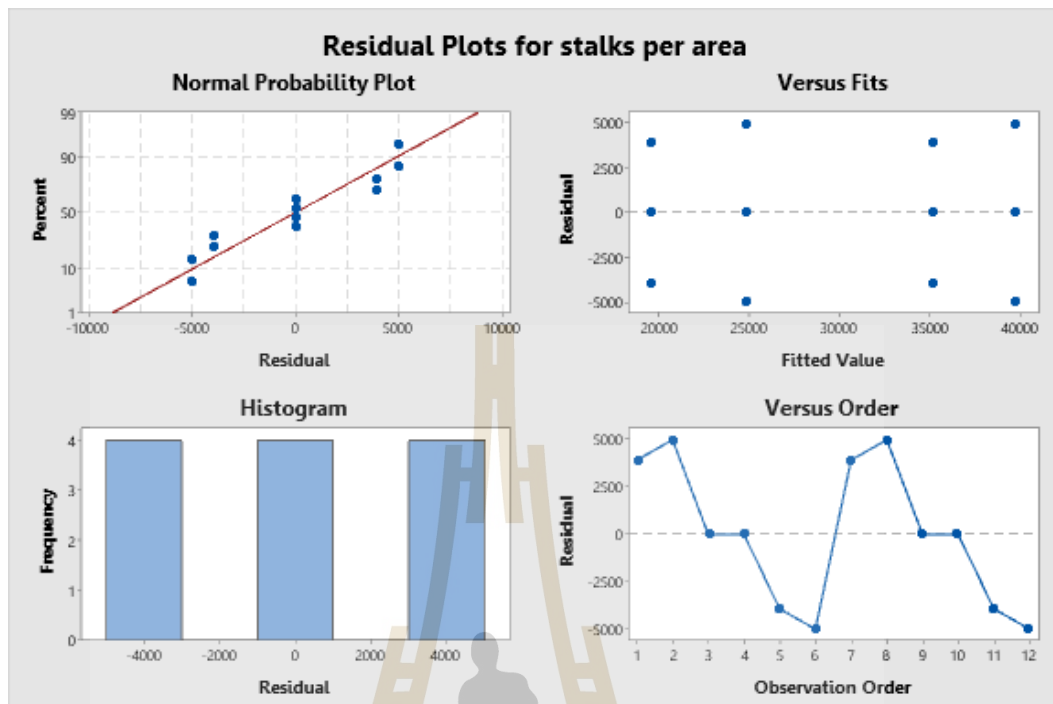 Residual Plots for stalks per area
Normal Probability Plot
99
90
50
10
1
Percent
-10000 -5000 0 5000 10000
Residual
Versus Fits
5000
2500
0
-2500
-5000
Residual
20000 25000 30000 35000 40000
Fitted Value
Histogram
4
3
2
1
0
Frequency
-4000 -2000 0 2000 4000
Residual
Versus Order
5000
2500
0
-2500
-5000
Residual
1 2 3 4 5 6 7 8 9 10 11 12
Observation Order